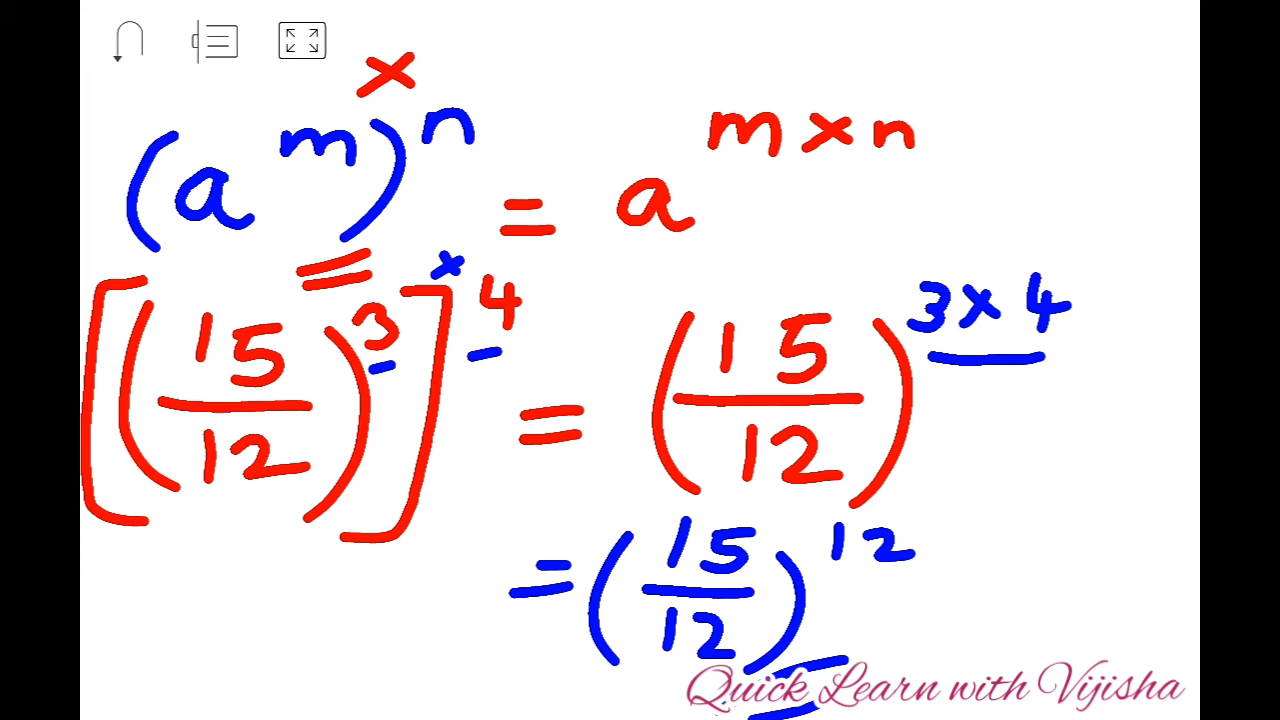 (a^m)^×n = a^m×n
[(15/12)^3]^×4 = (15/12)^3×4
= (15/12)^12
Quick Learn with Vijisha